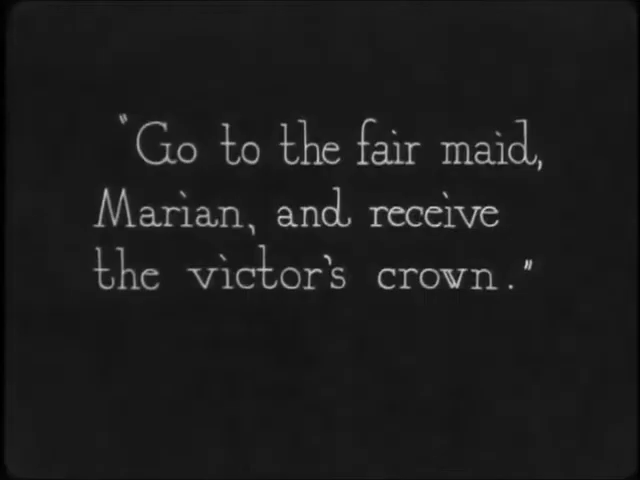 "Go to the fair maid,
Marian, and receive
the victor's crown."